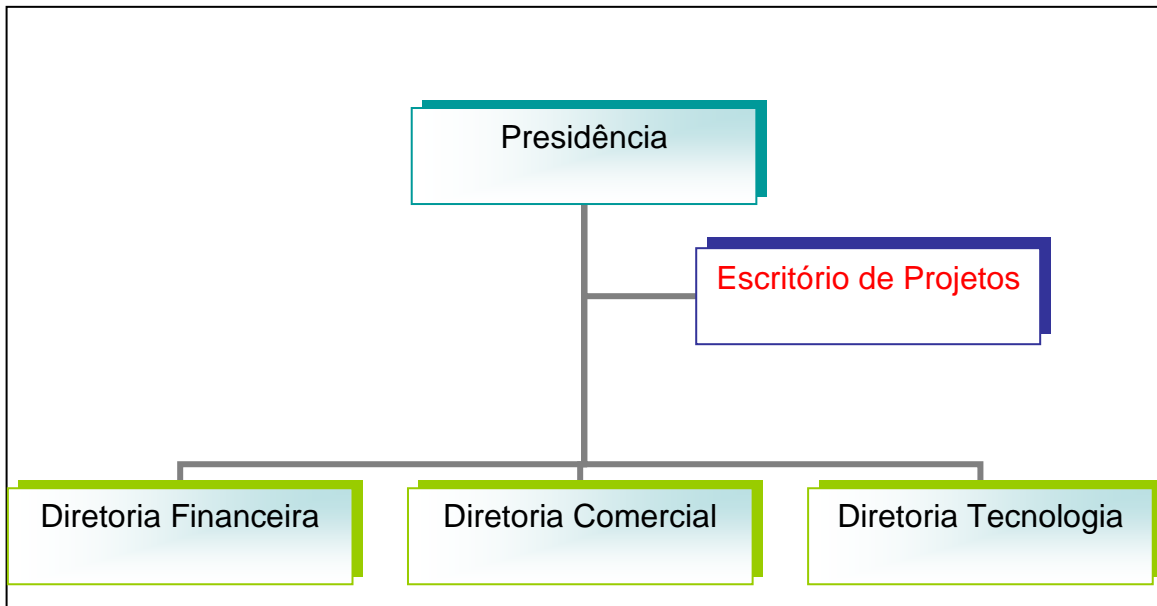 Presidência
Escritório de Projetos
Diretoria Financeira
Diretoria Comercial
Diretoria Tecnologia